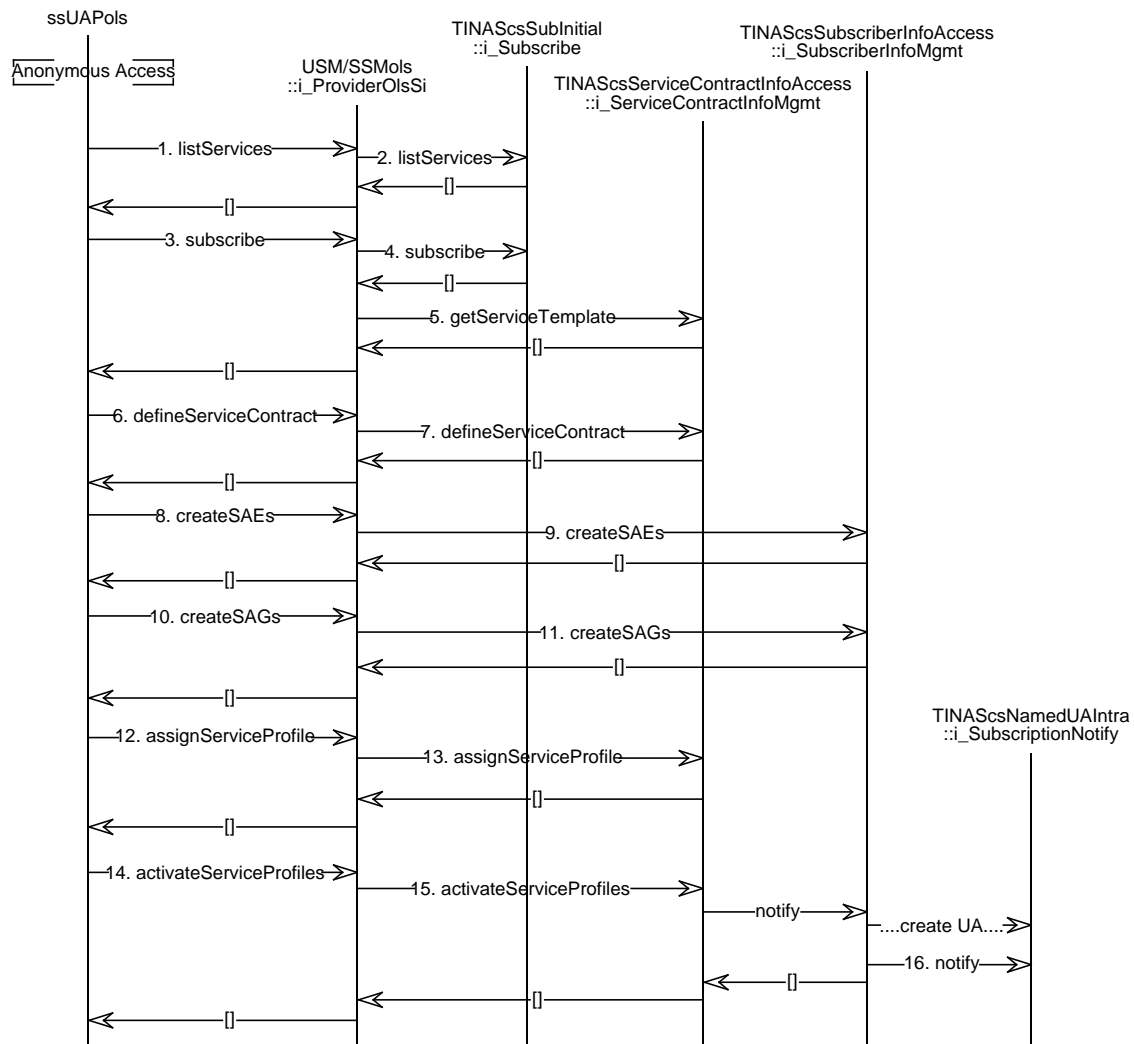 ssUAPols
TINAScsSubInitial
::i_Subscribe
TINAScsSubscriberInfoAccess
::i_SubscriberInfoMgmt
Anonymous Access
USM/SSMols
::i_ProviderOlsSi
TINAScsServiceContractInfoAccess
::i_ServiceContractInfoMgmt
1. listServices
2. listServices
[]
[]
3. subscribe
4. subscribe
[]
5. getServiceTemplate
[]
[]
6. defineServiceContract
7. defineServiceContract
[]
[]
8. createSAEs
9. createSAEs
[]
[]
10. createSAGs
11. createSAGs
[]
[]
TINAScsNamedUAIntra
::i_SubscriptionNotify
12. assignServiceProfile
13. assignServiceProfile
[]
[]
14. activateServiceProfiles
15. activateServiceProfiles
notify
....create UA....
16. notify
[]
[]
[]